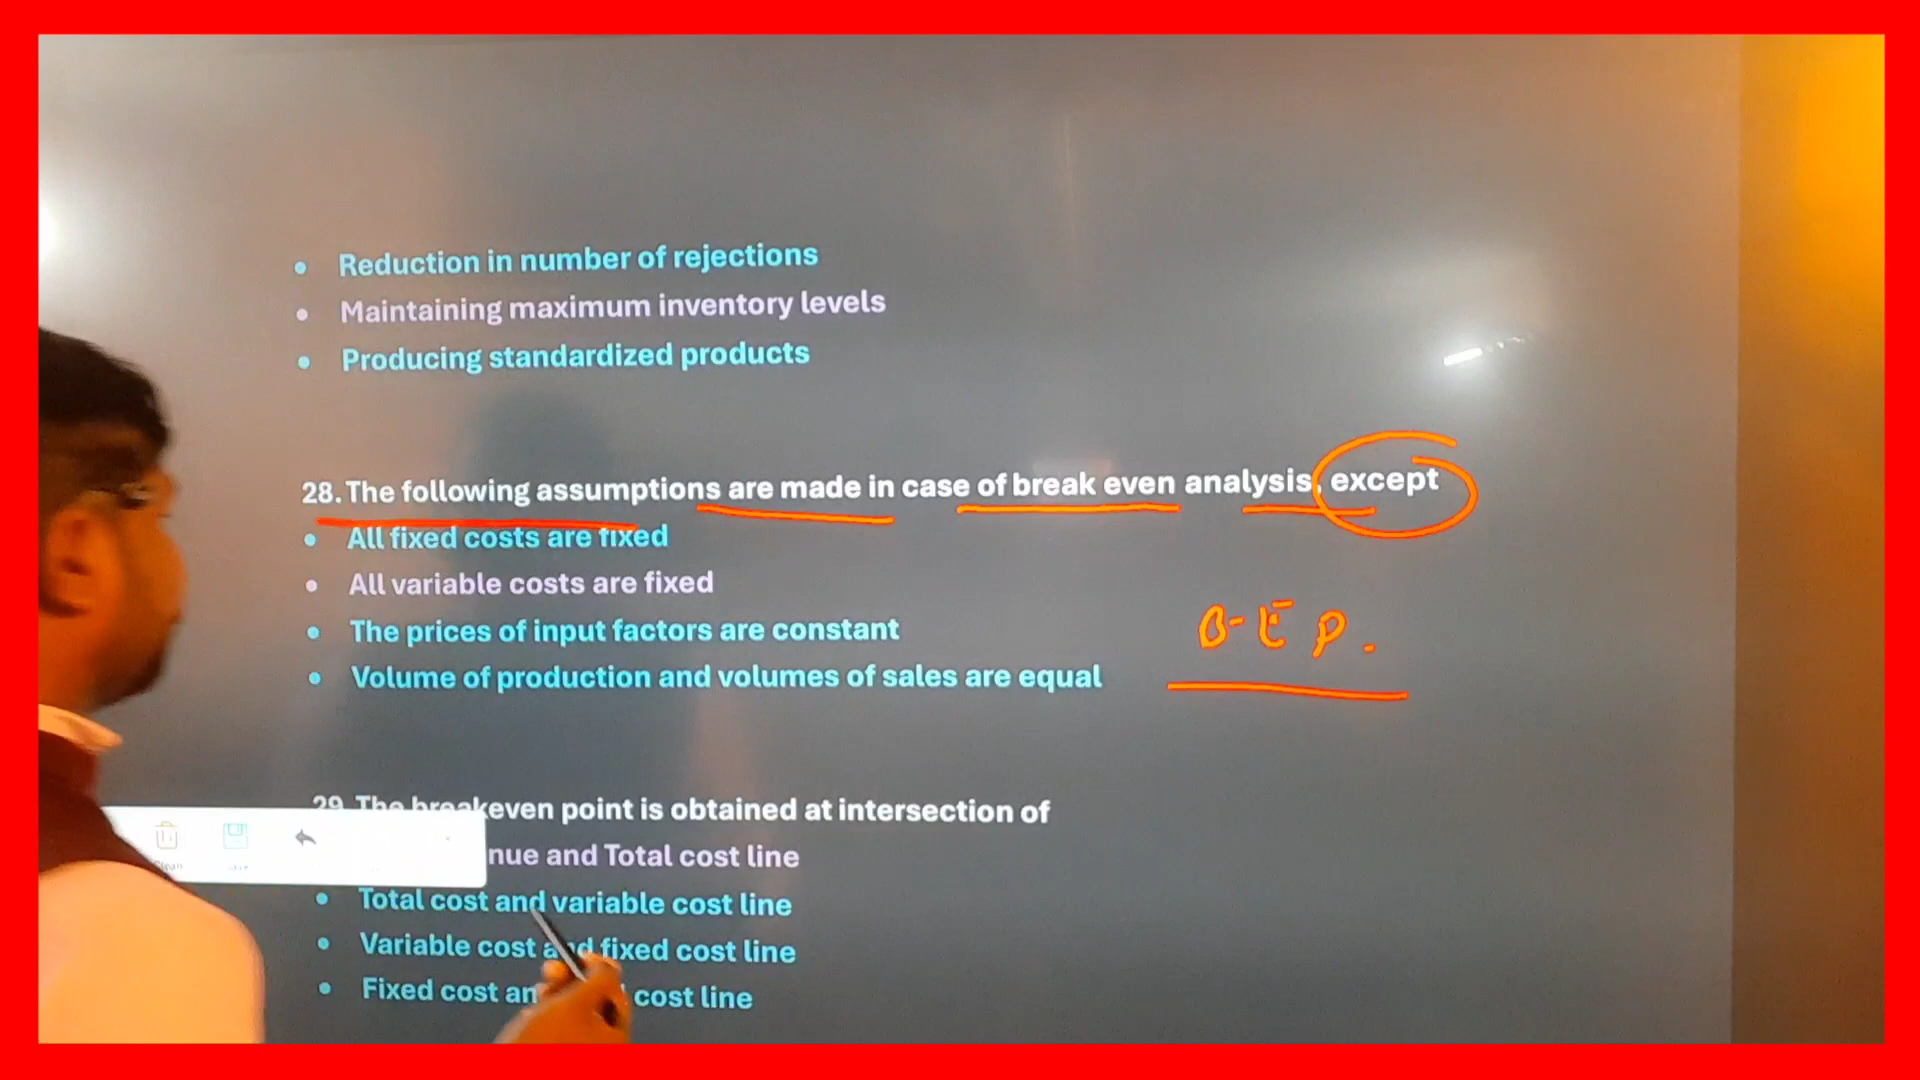 Reduction in number of rejections
Maintaining maximum inventory levels
Producing standardized products
28. The following assumptions are made in case of break even analysis, except
All fixed costs are fixed
All variable costs are fixed
The prices of input factors are constant
Volume of production and volumes of sales are equal
B-E P.
29. The breakeven point is obtained at intersection of
and Total cost line
Total cost and variable cost line
Variable cost and fixed cost line
Fixed cost cost line